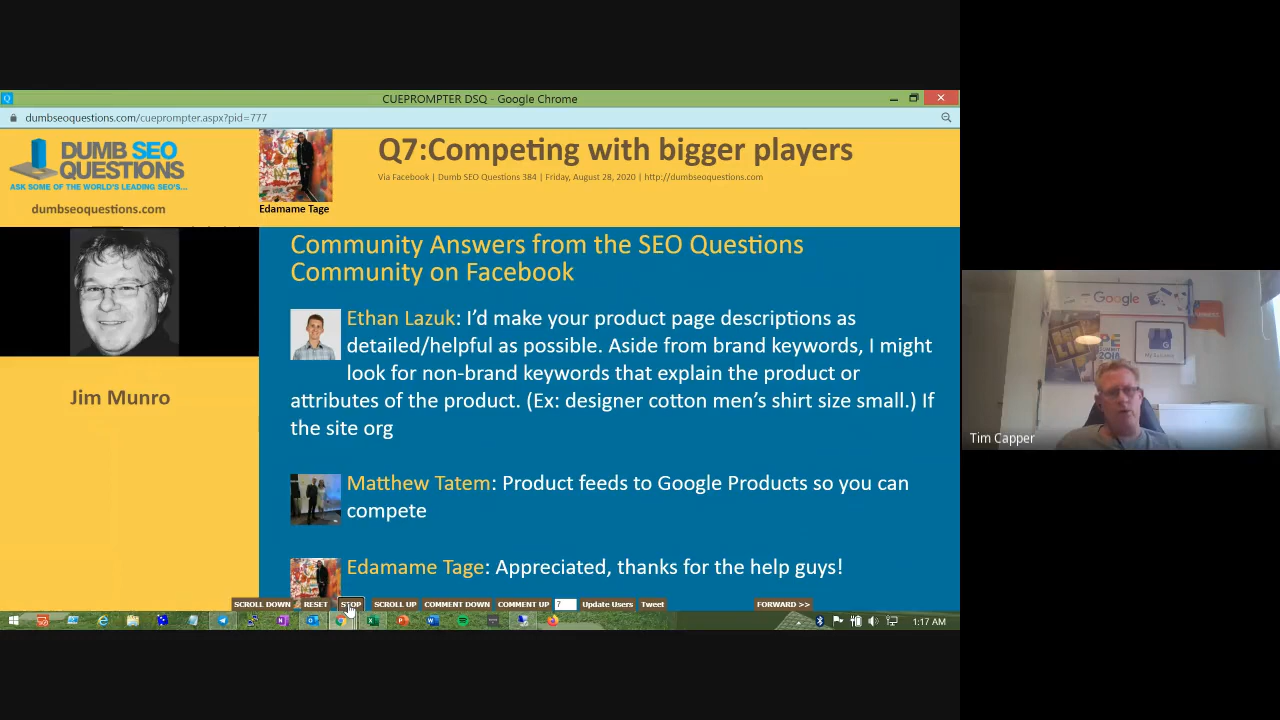 CUEPROMPTER DSQ - Google Chrome
dumbseoquestions.com/cueprompter.aspx?pid=777
DUMB SEO
QUESTIONS
ASK SOME OF THE WORLD'S LEADING SEO'S...
dumbseoquestions.com
Edamame Tage
Q7:Competing with bigger players
Via Facebook | Dumb SEO Questions 384 | Friday, August 28, 2020 | http://dumbseoquestions.com
Jim Munro
Community Answers from the SEO Questions
Community on Facebook
Ethan Lazuk: I’d make your product page descriptions as
detailed/helpful as possible. Aside from brand keywords, I might
look for non-brand keywords that explain the product or
attributes of the product. (Ex: designer cotton men’s shirt size small.) If
the site org
Matthew Tatem: Product feeds to Google Products so you can
compete
Edamame Tage: Appreciated, thanks for the help guys!
SCROLL DOWN RESET STOP SCROLL UP COMMENT DOWN COMMENT UP 7 Update Users Tweet FORWARD >>
1:17 AM
Google
Tim Capper